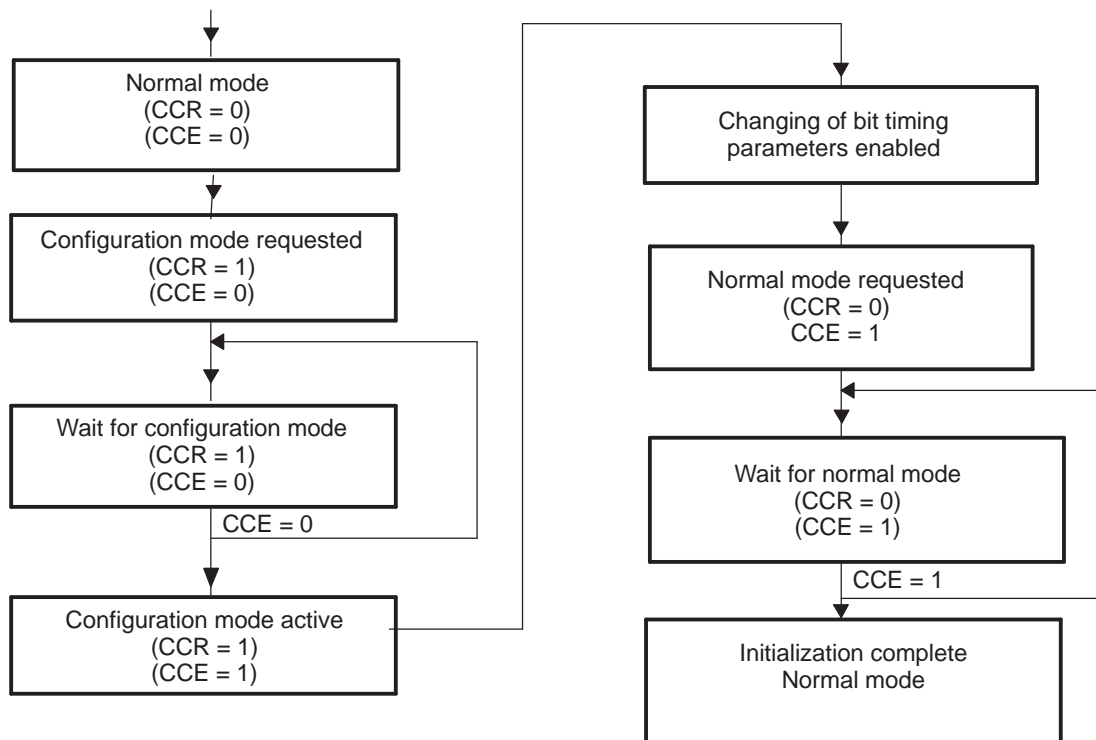 Normal mode
(CCR = 0)
(CCE = 0)
Configuration mode requested
(CCR = 1)
(CCE = 0)
Wait for configuration mode
(CCR = 1)
(CCE = 0)
CCE = 0
Configuration mode active
(CCR = 1)
(CCE = 1)
Changing of bit timing
parameters enabled
Normal mode requested
(CCR = 0)
CCE = 1
Wait for normal mode
(CCR = 0)
(CCE = 1)
CCE = 1
Initialization complete
Normal mode